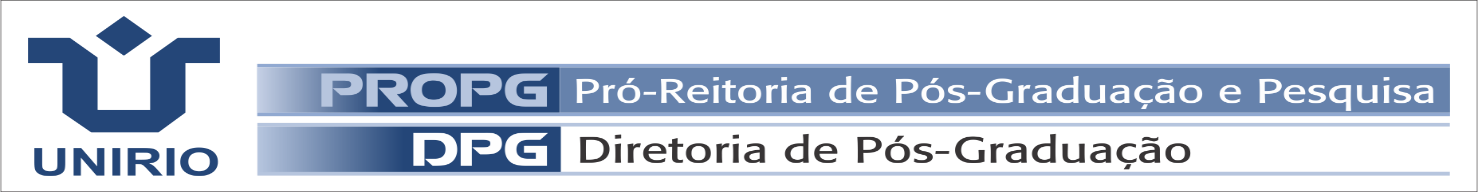 UNIRIO
PROPG Pró-Reitoria de Pós-Graduação e Pesquisa
DPG Diretoria de Pós-Graduação